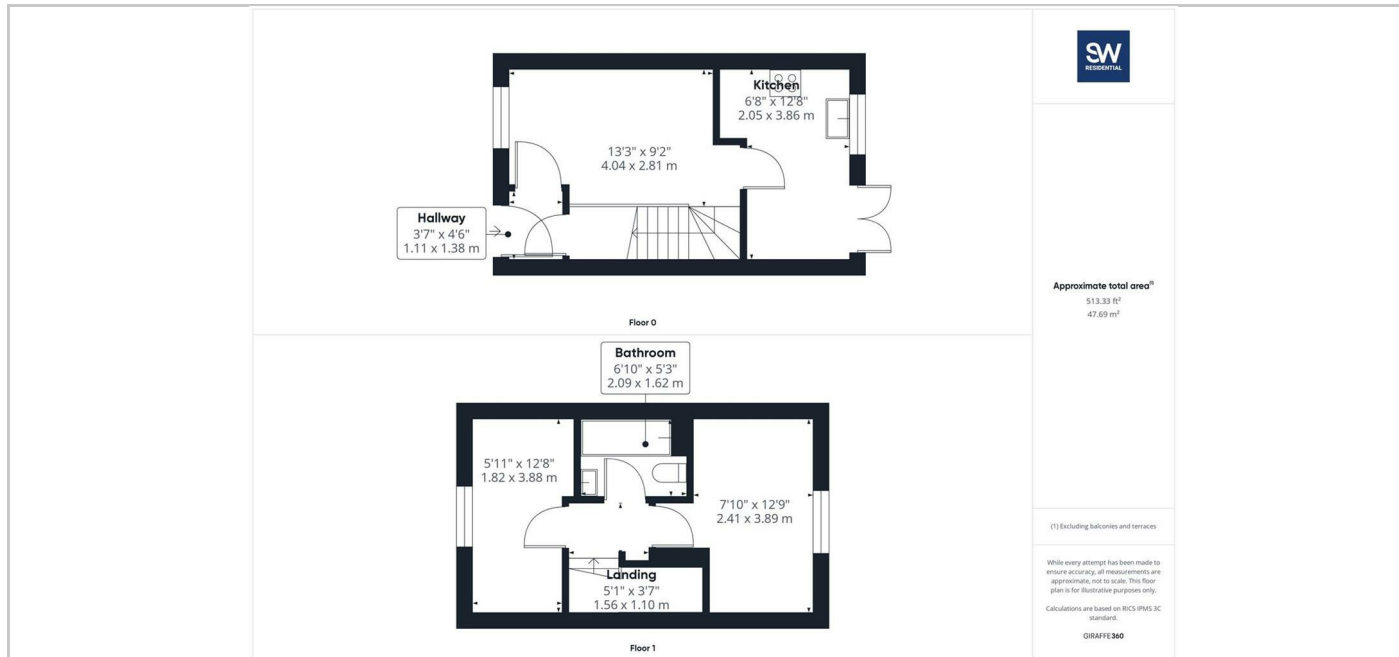 Kitchen
6'8" x 12'8"
2.05 x 3.86 m
13'3" x 9'2"
4.04 x 2.81 m
Hallway
3'7" x 4'6"
1.11 x 1.38 m
Floor 0
Bathroom
6'10" x 5'3"
2.09 x 1.62 m
5'11" x 12'8"
1.82 x 3.88 m
7'10" x 12'9"
2.41 x 3.89 m
Landing
5'1" x 3'7"
1.56 x 1.10 m
Floor 1
SW
RESIDENTIAL
Approximate total area⁽¹⁾
513.33 ft²
47.69 m²
(1) Excluding balconies and terraces
While every attempt has been made to
ensure accuracy, all measurements are
approximate, not to scale. This floor
plan is for illustrative purposes only.
Calculations are based on RICS IPMS 3C
standard.
GIRAFFE360